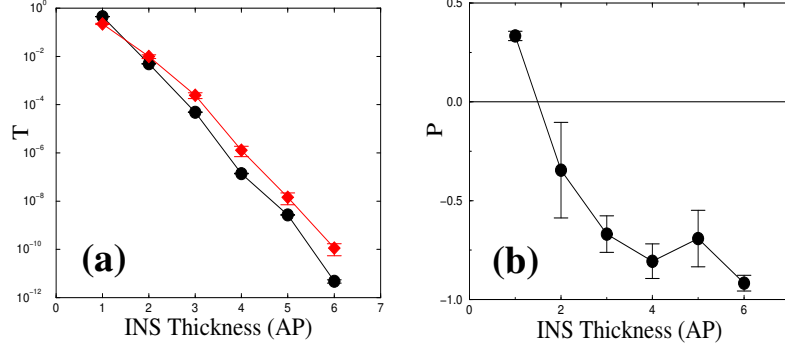 10^0
10^-2
10^-4
10^-6
10^-8
10^-10
10^-12
T
(a)
0 1 2 3 4 5 6 7
INS Thickness (AP)
0.5
0.0
−0.5
−1.0
P
(b)
0 2 4 6
INS Thickness (AP)